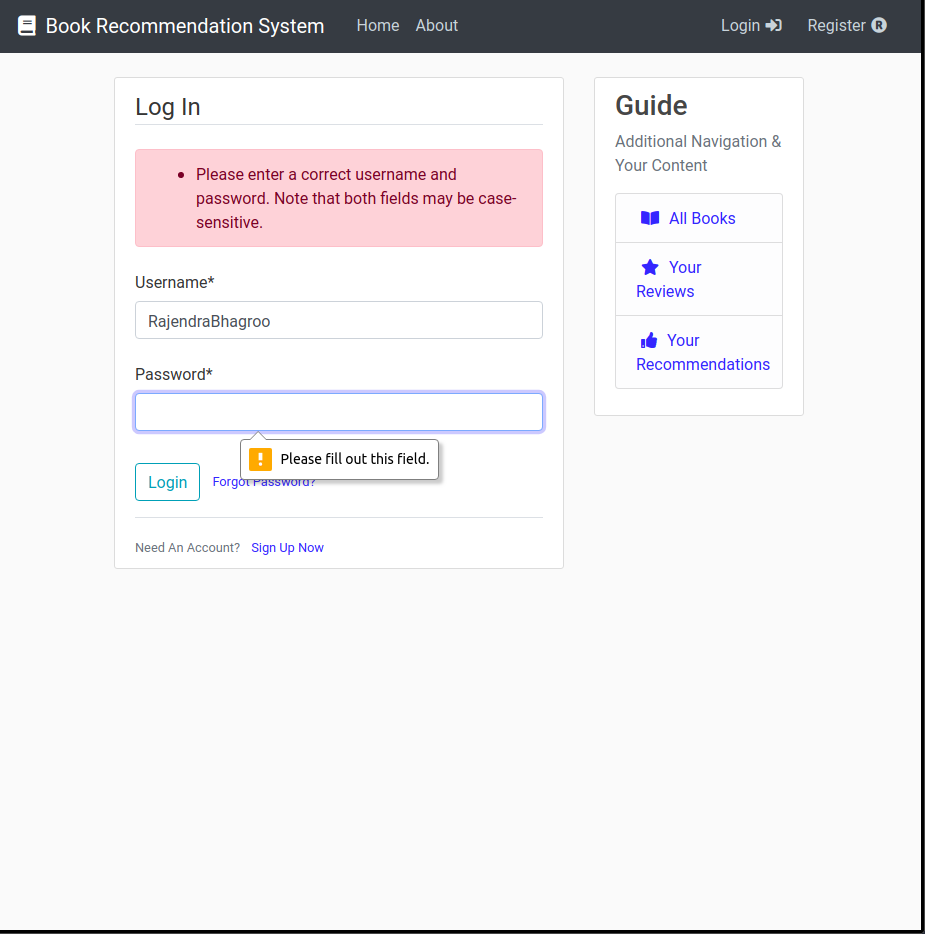 Book Recommendation System Home About Login Register R
Log In
Please enter a correct username and
password. Note that both fields may be case-
sensitive.
Username*
RajendraBhagroo
Password*
Please fill out this field.
Login Forgot Password?
Need An Account? Sign Up Now
Guide
Additional Navigation &
Your Content
All Books
Your
Reviews
Your
Recommendations